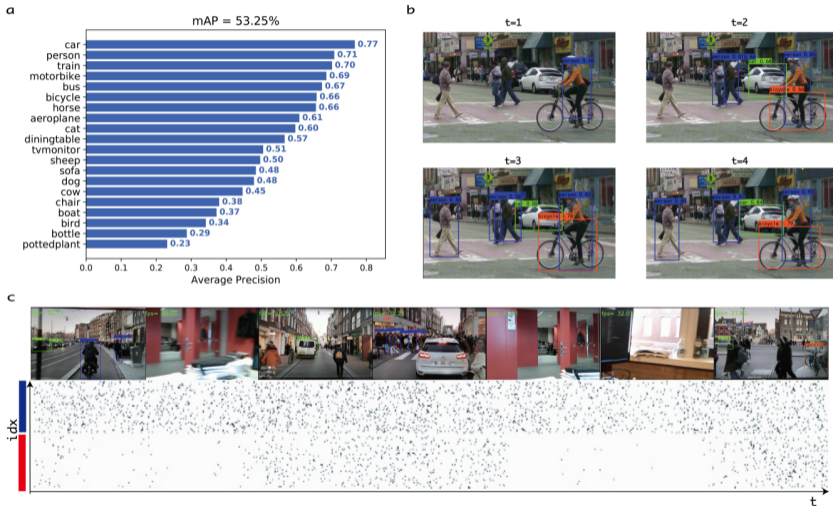 a
mAP = 53.25%
car 0.77
person 0.71
train 0.70
motorbike 0.69
bus 0.67
bicycle 0.66
horse 0.66
aeroplane 0.61
cat 0.60
diningtable 0.57
tvmonitor 0.51
sheep 0.50
sofa 0.48
dog 0.48
cow 0.45
chair 0.38
boat 0.37
bird 0.34
bottle 0.29
pottedplant 0.23
0.0 0.1 0.2 0.3 0.4 0.5 0.6 0.7 0.8
Average Precision
b
t=1
t=2
t=3
t=4
c
idx
t